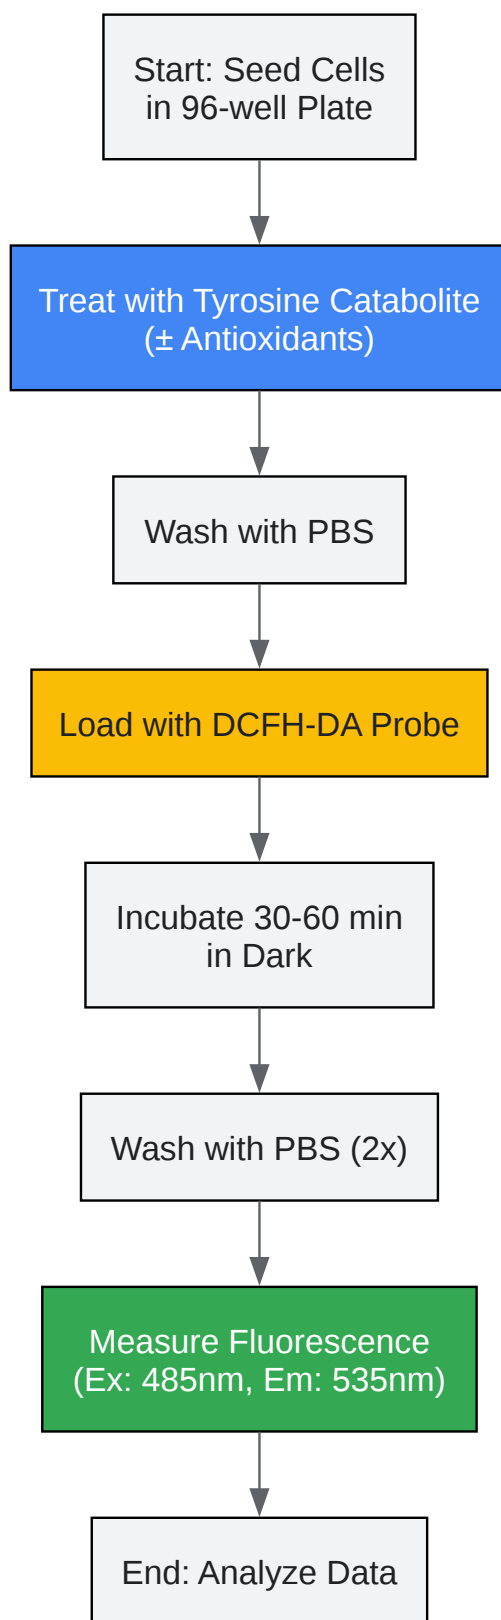 Start: Seed Cells
in 96-well Plate
Treat with Tyrosine Catabolite
(± Antioxidants)
Wash with PBS
Load with DCFH-DA Probe
Incubate 30-60 min
in Dark
Wash with PBS (2x)
Measure Fluorescence
(Ex: 485nm, Em: 535nm)
End: Analyze Data